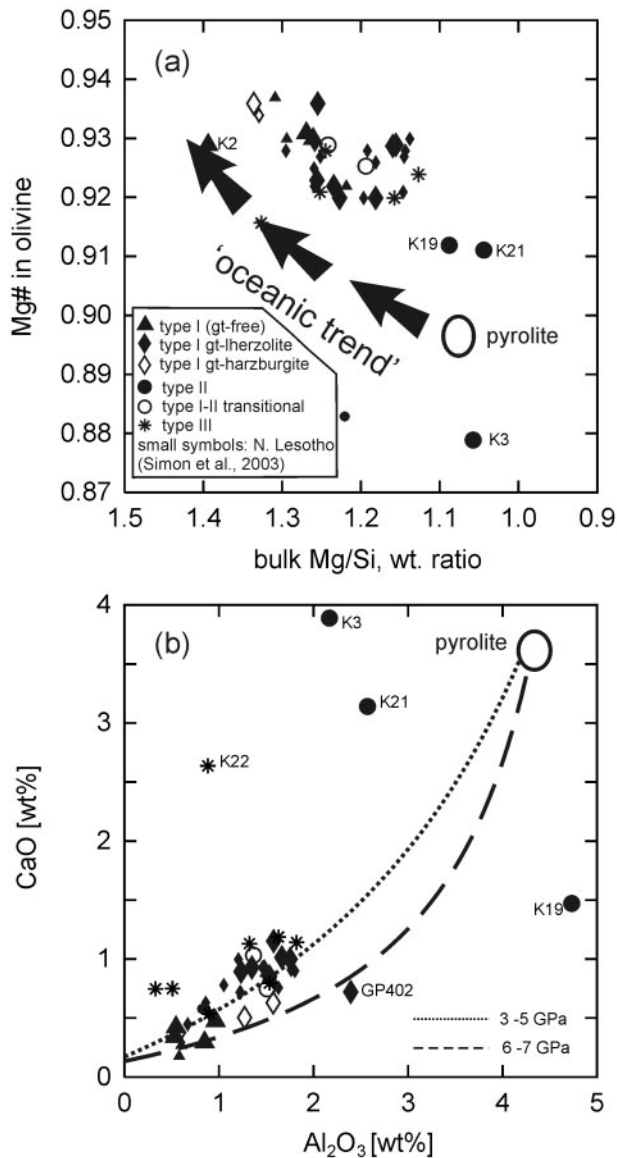 (a)
0.95
0.94
0.93
0.92
0.91
0.90
0.89
0.88
0.87
Mg# in olivine
K2
K19
K21
'oceanic trend'
pyrolite
K3
type I (gt-free)
type I gt-lherzolite
type I gt-harzburgite
type II
type I-II transitional
type III
small symbols: N. Lesotho
(Simon et al., 2003)
1.5 1.4 1.3 1.2 1.1 1.0 0.9
bulk Mg/Si, wt. ratio
(b)
4
3
2
1
0
CaO [wt%]
K3
pyrolite
K21
K22
K19
GP402
3 -5 GPa
6 -7 GPa
0 1 2 3 4 5
Al₂O₃ [wt%]